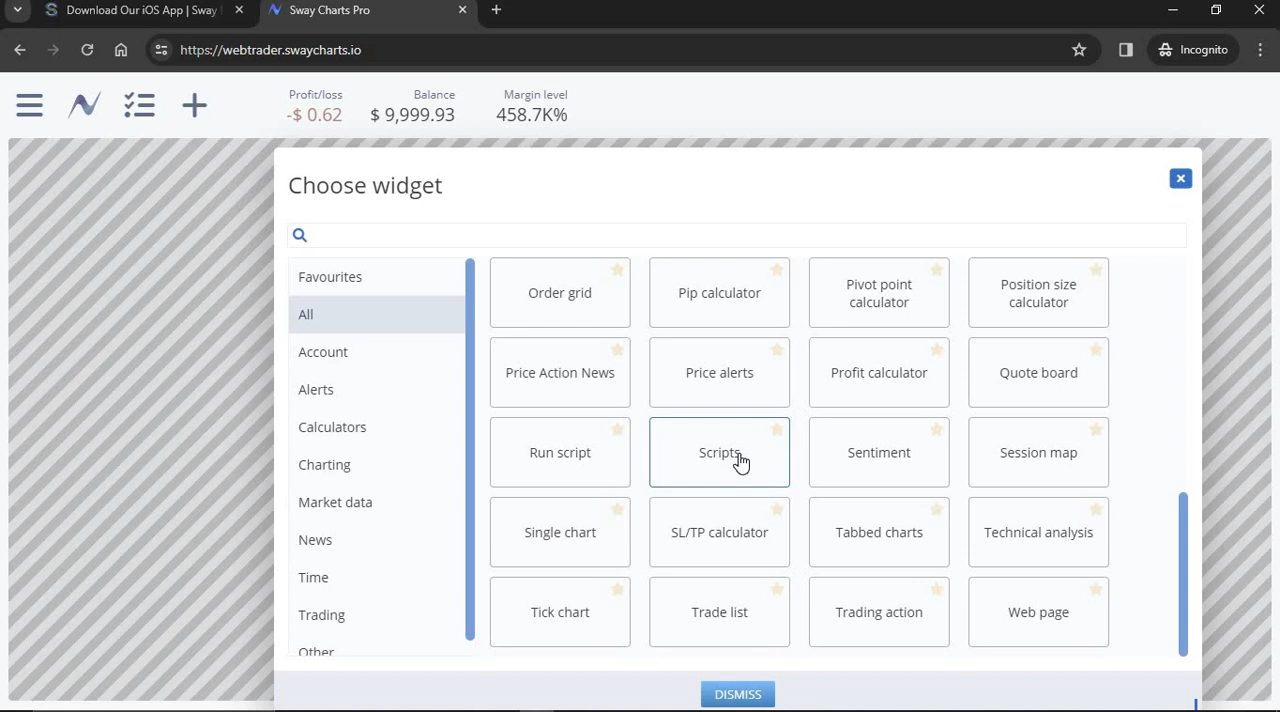 Download Our iOS App | Sway
Sway Charts Pro
https://webtrader.swaycharts.io
Incognito
Profit/loss
Balance
Margin level
-$ 0.62
$ 9,999.93
458.7K%
Choose widget
Favourites
All
Account
Alerts
Calculators
Charting
Market data
News
Time
Trading
Other
Order grid
Pip calculator
Pivot point
calculator
Position size
calculator
Price Action News
Price alerts
Profit calculator
Quote board
Run script
Scripts
Sentiment
Session map
Single chart
SL/TP calculator
Tabbed charts
Technical analysis
Tick chart
Trade list
Trading action
Web page
DISMISS